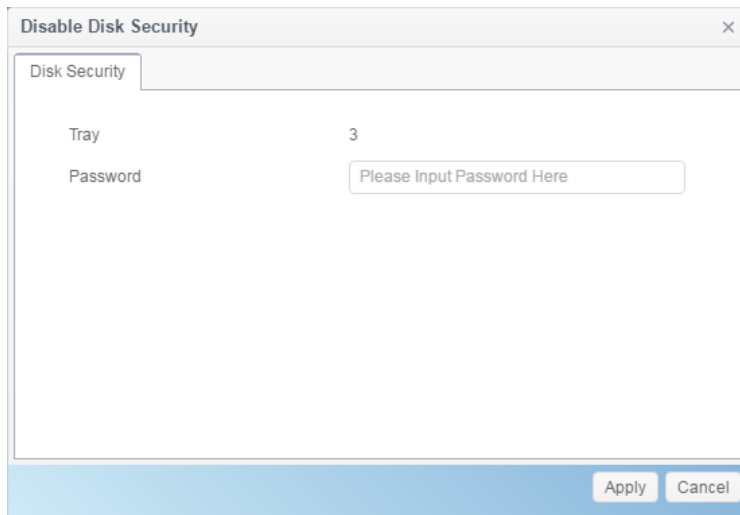 Disable Disk Security ×
Disk Security
Tray 3
Password Please Input Password Here
Apply Cancel